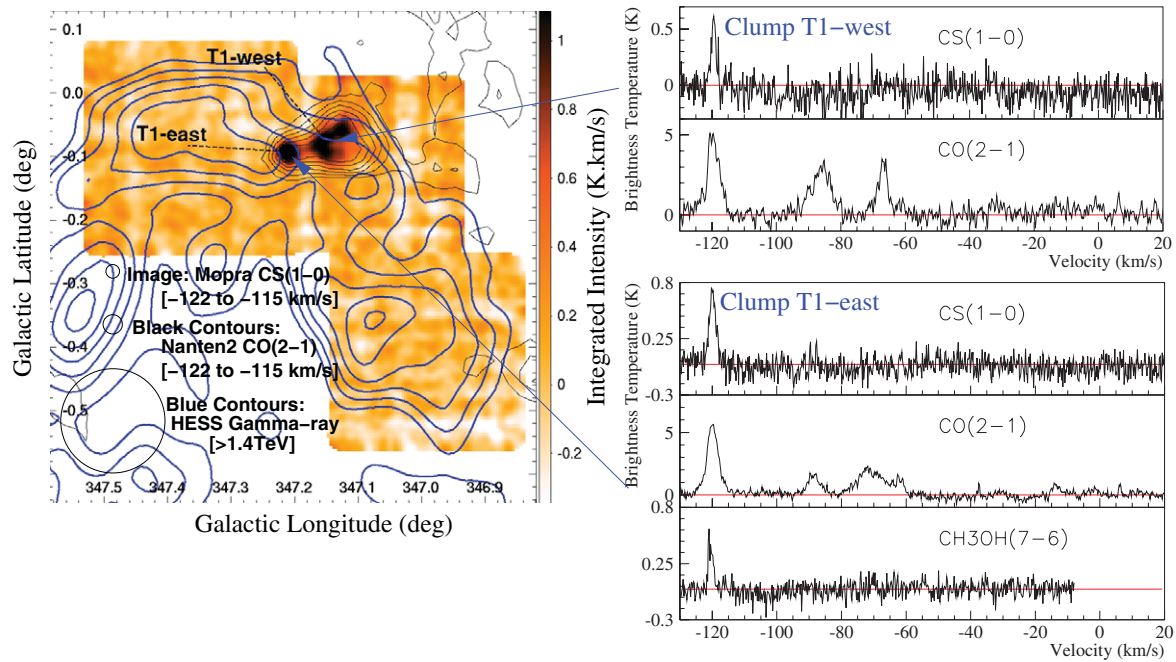 0.1
0.0
-0.1
-0.2
-0.3
-0.4
-0.5
Galactic Latitude (deg)
T1-west
T1-east
Image: Mopra CS(1−0)
[−122 to −115 km/s]
Black Contours:
Nanten2 CO(2−1)
[−122 to −115 km/s]
Blue Contours:
HESS Gamma−ray
[>1.4TeV]
347.5 347.4 347.3 347.2 347.1 347.0 346.9
Galactic Longitude (deg)
1
0.8
0.6
0.4
0.2
0
-0.2
Integrated Intensity (K.km/s)
Clump T1−west
CS(1−0)
0.5
0
CO(2−1)
5
0
Brightness Temperature (K)
-120 -100 -80 -60 -40 -20 0 20
Velocity (km/s)
Clump T1−east
CS(1−0)
0.8
0.25
-0.3
CO(2−1)
5
0
Brightness Temperature (K)
CH3OH(7−6)
0.8
0.25
-0.3
-120 -100 -80 -60 -40 -20 0 20
Velocity (km/s)